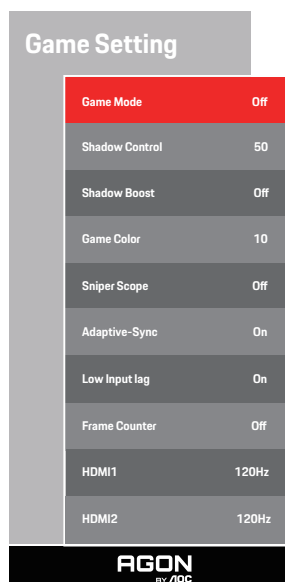 Game Setting
Game Mode Off
Shadow Control 50
Shadow Boost Off
Game Color 10
Sniper Scope Off
Adaptive-Sync On
Low Input lag On
Frame Counter Off
HDMI1 120Hz
HDMI2 120Hz
AGON
BY AOC